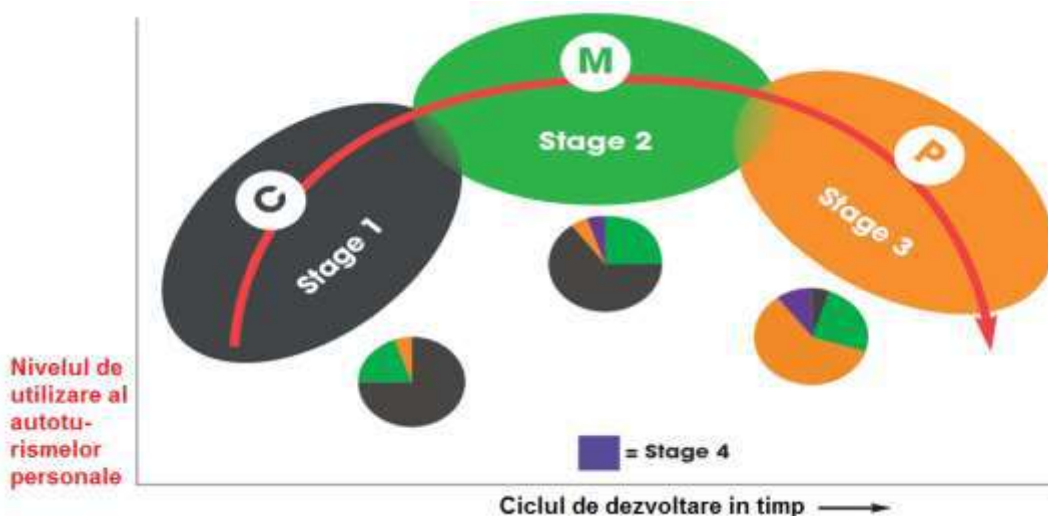 M
Stage 2
C
Stage 1
P
Stage 3
Nivelul de
utilizare al
autotu-
rismelor
personale
= Stage 4
Ciclul de dezvoltare in timp